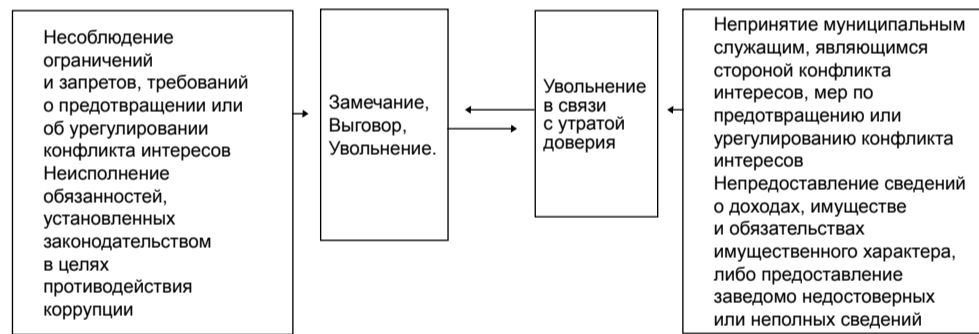 Несоблюдение
ограничений
и запретов, требований
о предотвращении или
об урегулировании
конфликта интересов
Неисполнение
обязанностей,
установленных
законодательством
в целях
противодействия
коррупции
Замечание,
Выговор,
Увольнение.
Увольнение
в связи
с утратой
доверия
Непринятие муниципальным
служащим, являющимся
стороной конфликта
интересов, мер по
предотвращению или
урегулированию конфликта
интересов
Непредоставление сведений
о доходах, имуществе
и обязательствах
имущественного характера,
либо предоставление
заведомо недостоверных
или неполных сведений